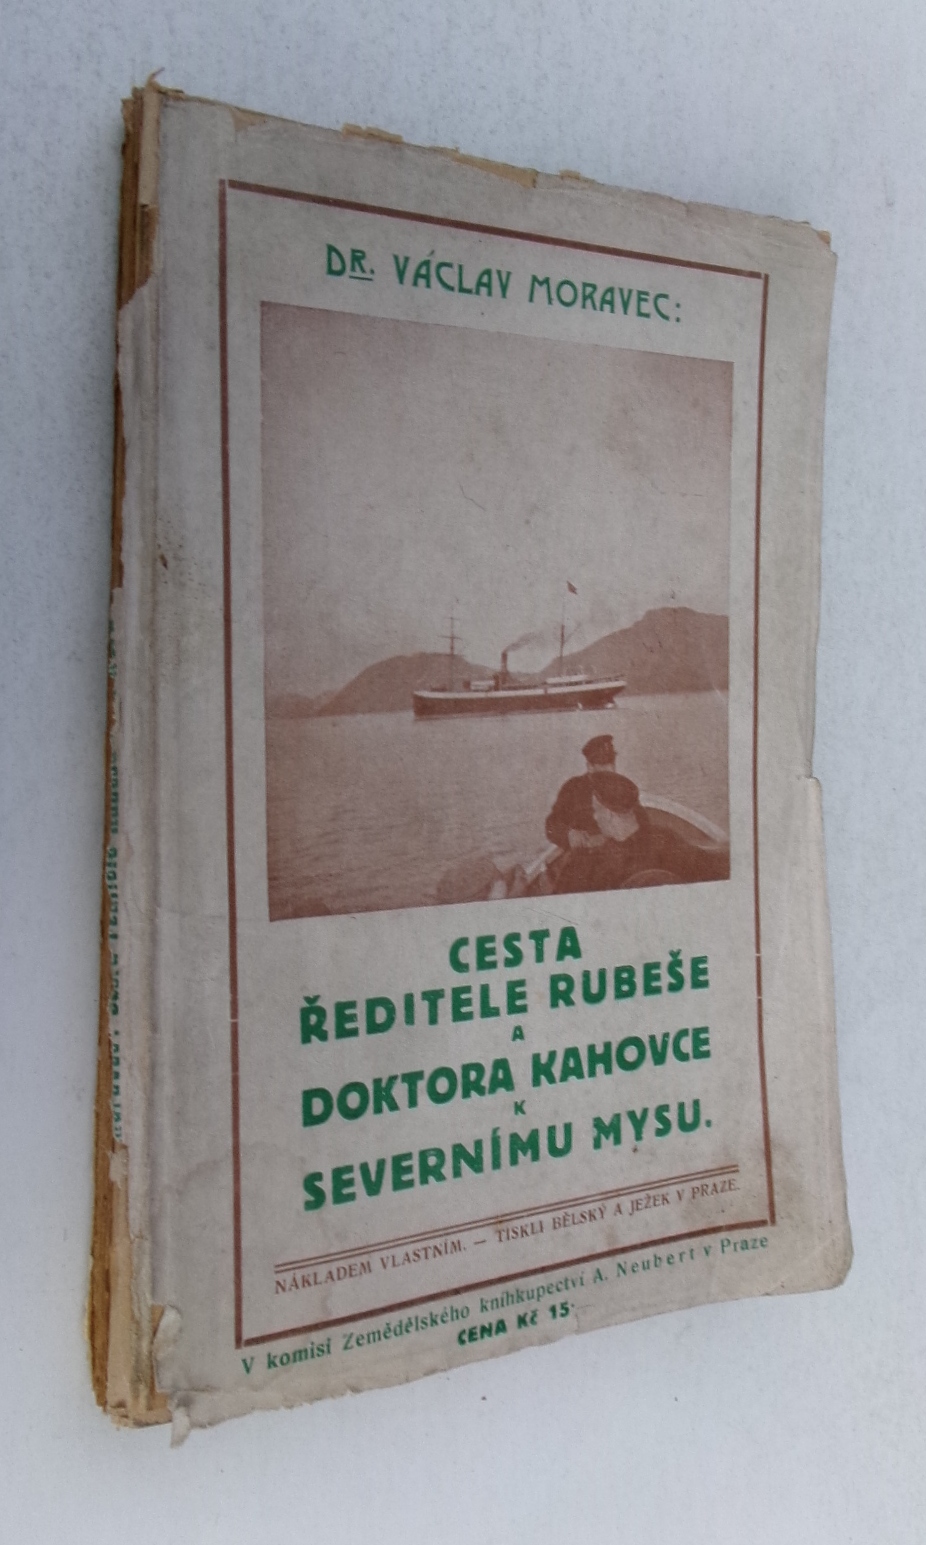 DR. VÁCLAV MORAVEC:
CESTA
ŘEDITELE RUBEŠE
A
DOKTORA KAHOVCE
K
SEVERNÍMU MYSU.
NÁKLADEM VLASTNÍM. — TISKLI BĚLSKÝ A JEŽEK V PRAZE.
V komisi Zemědělského knihkupectví A. Neubert v Praze
CENA Kč 15·—